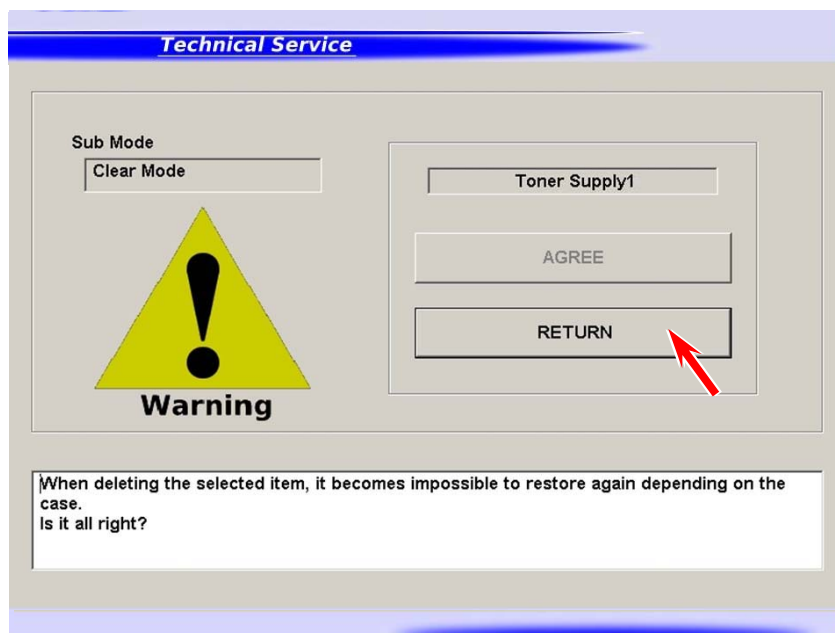 Technical Service
Sub Mode
Clear Mode
Toner Supply1
AGREE
RETURN
Warning
When deleting the selected item, it becomes impossible to restore again depending on the
case.
Is it all right?